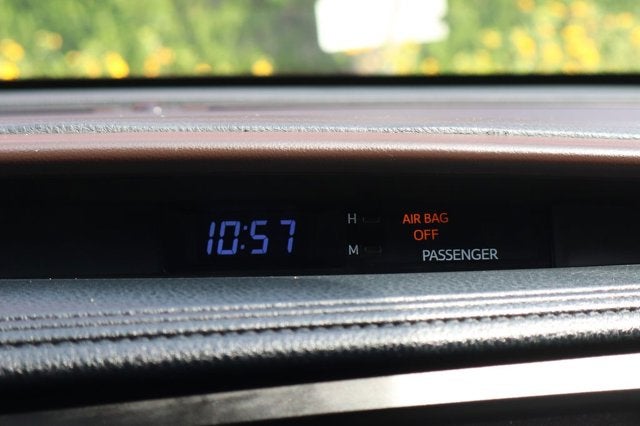 10:57
H
M
AIR BAG
OFF
PASSENGER